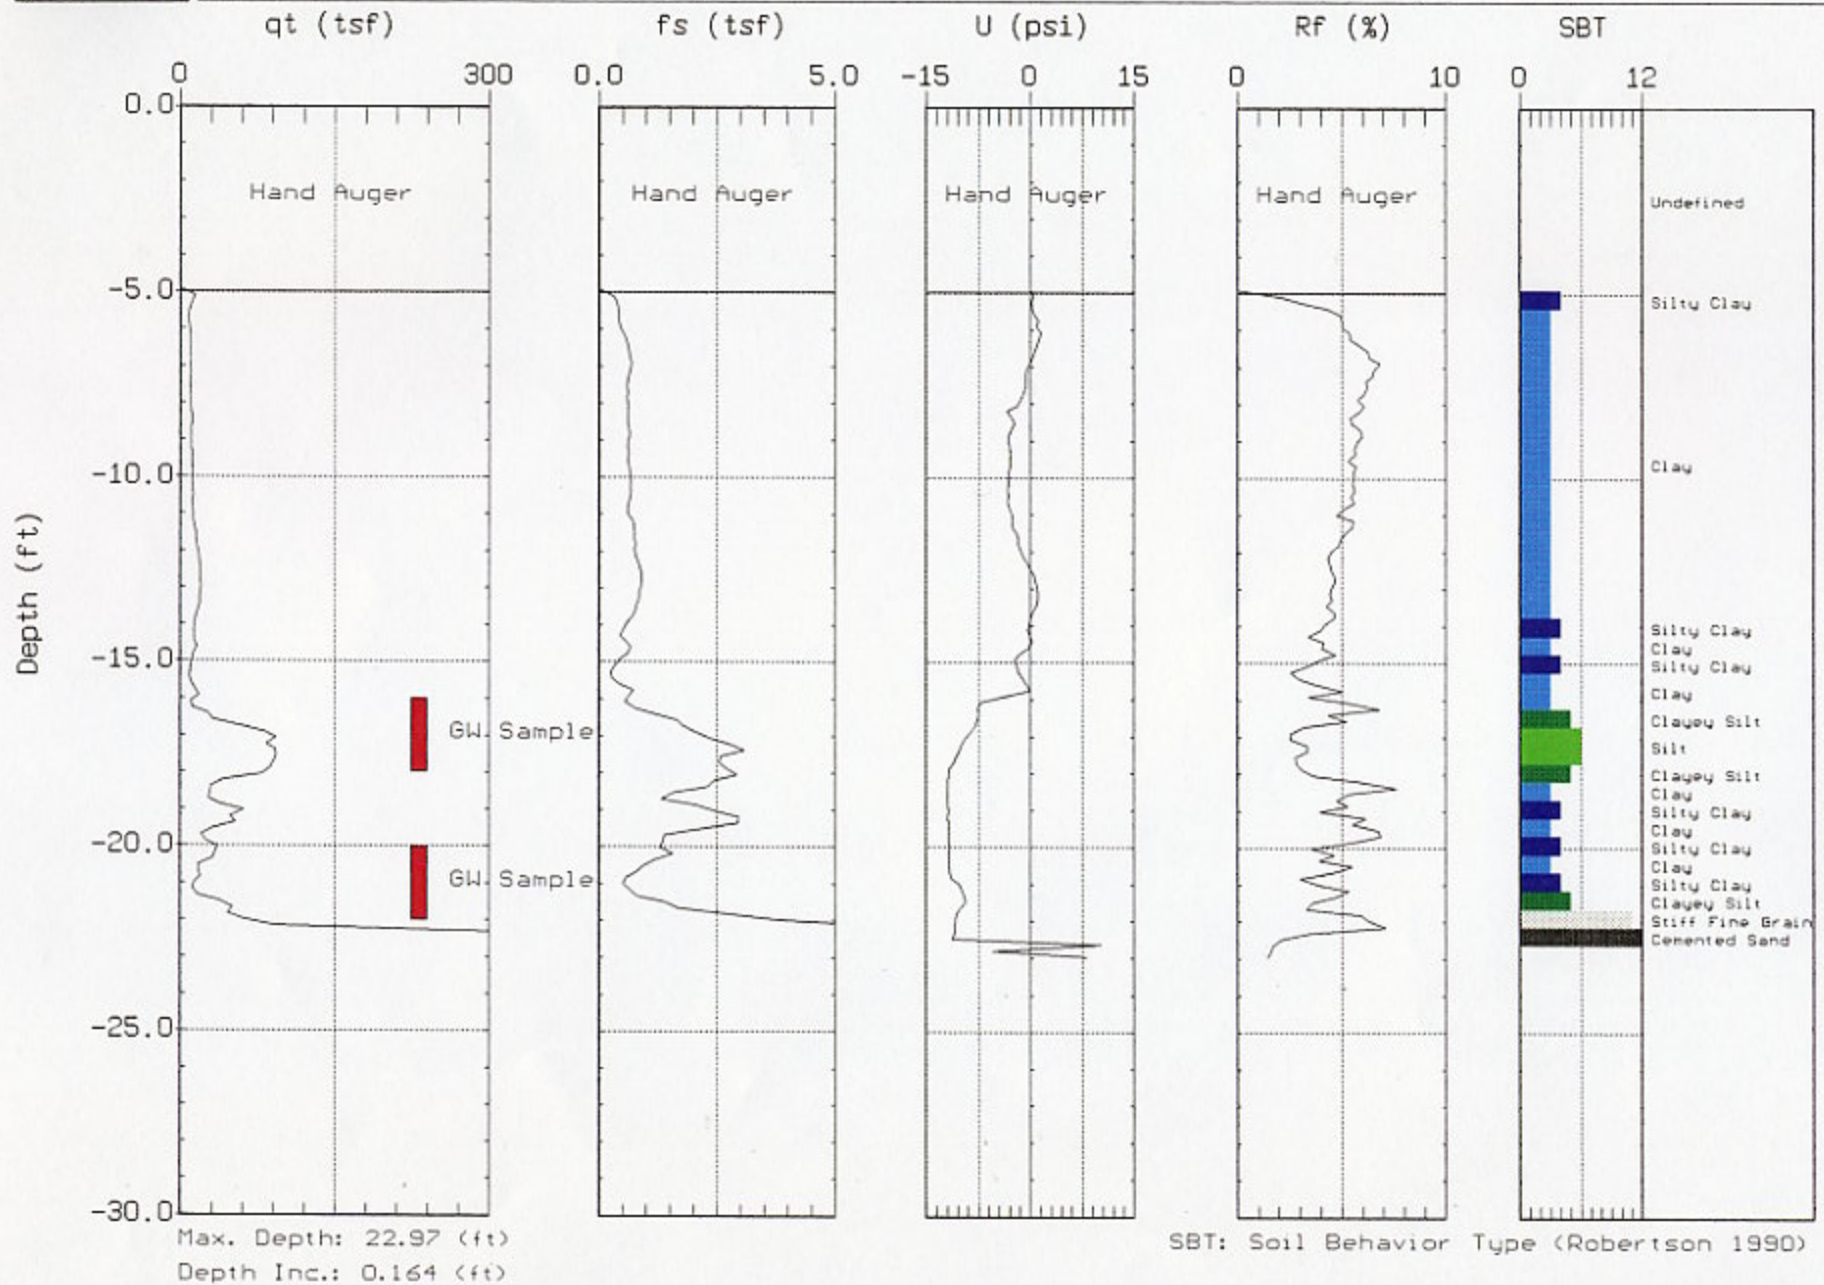 qt (tsf) fs (tsf) U (psi) Rf (%) SBT
0 300 0.0 5.0 -15 0 15 0 10 0 12
0.0
Hand Auger Hand Auger Hand Auger Hand Auger
Undefined
-5.0
Silty Clay
Clay
-10.0
Depth (ft)
Silty Clay
Clay
-15.0
Silty Clay
Clay
Clayey Silt
GW Sample
Silt
Clayey Silt
Clay
Silty Clay
Clay
-20.0
Silty Clay
Clay
GW Sample
Silty Clay
Clayey Silt
Stiff Fine Grain
Cemented Sand
-25.0
-30.0
Max. Depth: 22.97 (ft)
Depth Inc.: 0.164 (ft)
SBT: Soil Behavior Type (Robertson 1990)